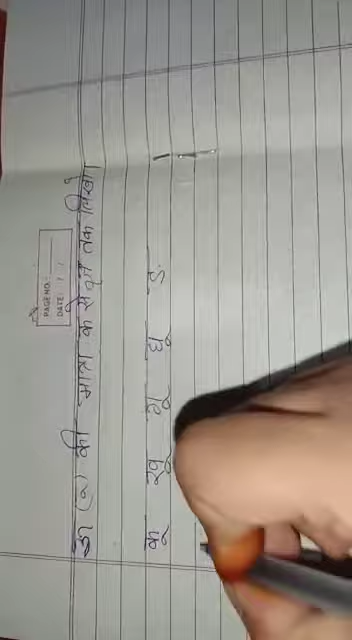 PAGE NO.:
DATE: / /
ऊ (ू) की मात्रा क से ज्ञ तक लिखो।
कू खू गू घू ङ